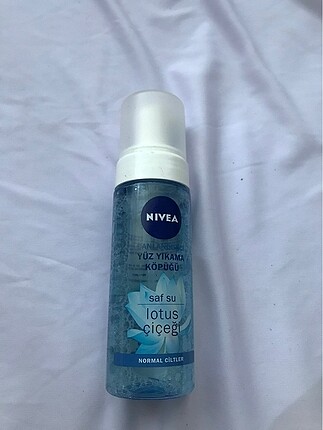 NIVEA
YÜZ YIKAMA
KÖPÜĞÜ
saf su
lotus
çiçeği
NORMAL CİLTLER